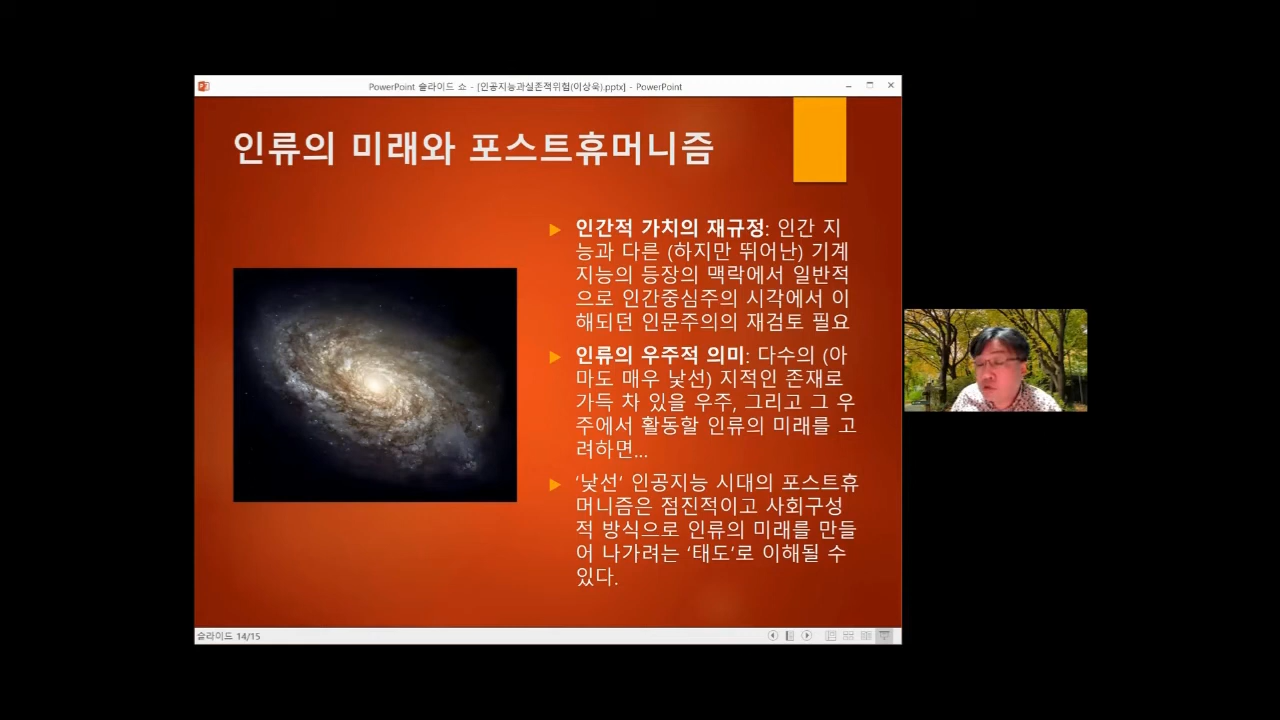 PowerPoint 슬라이드 쇼 - [인공지능과실존적위험(이상욱).pptx] - PowerPoint
인류의 미래와 포스트휴머니즘
인간적 가치의 재규정: 인간 지
능과 다른 (하지만 뛰어난) 기계
지능의 등장의 맥락에서 일반적
으로 인간중심주의 시각에서 이
해되던 인문주의의 재검토 필요
인류의 우주적 의미: 다수의 (아
마도 매우 낯선) 지적인 존재로
가득 차 있을 우주, 그리고 그 우
주에서 활동할 인류의 미래를 고
려하면...
‘낯선’ 인공지능 시대의 포스트휴
머니즘은 점진적이고 사회구성
적 방식으로 인류의 미래를 만들
어 나가려는 ‘태도’로 이해될 수
있다.
슬라이드 14/15